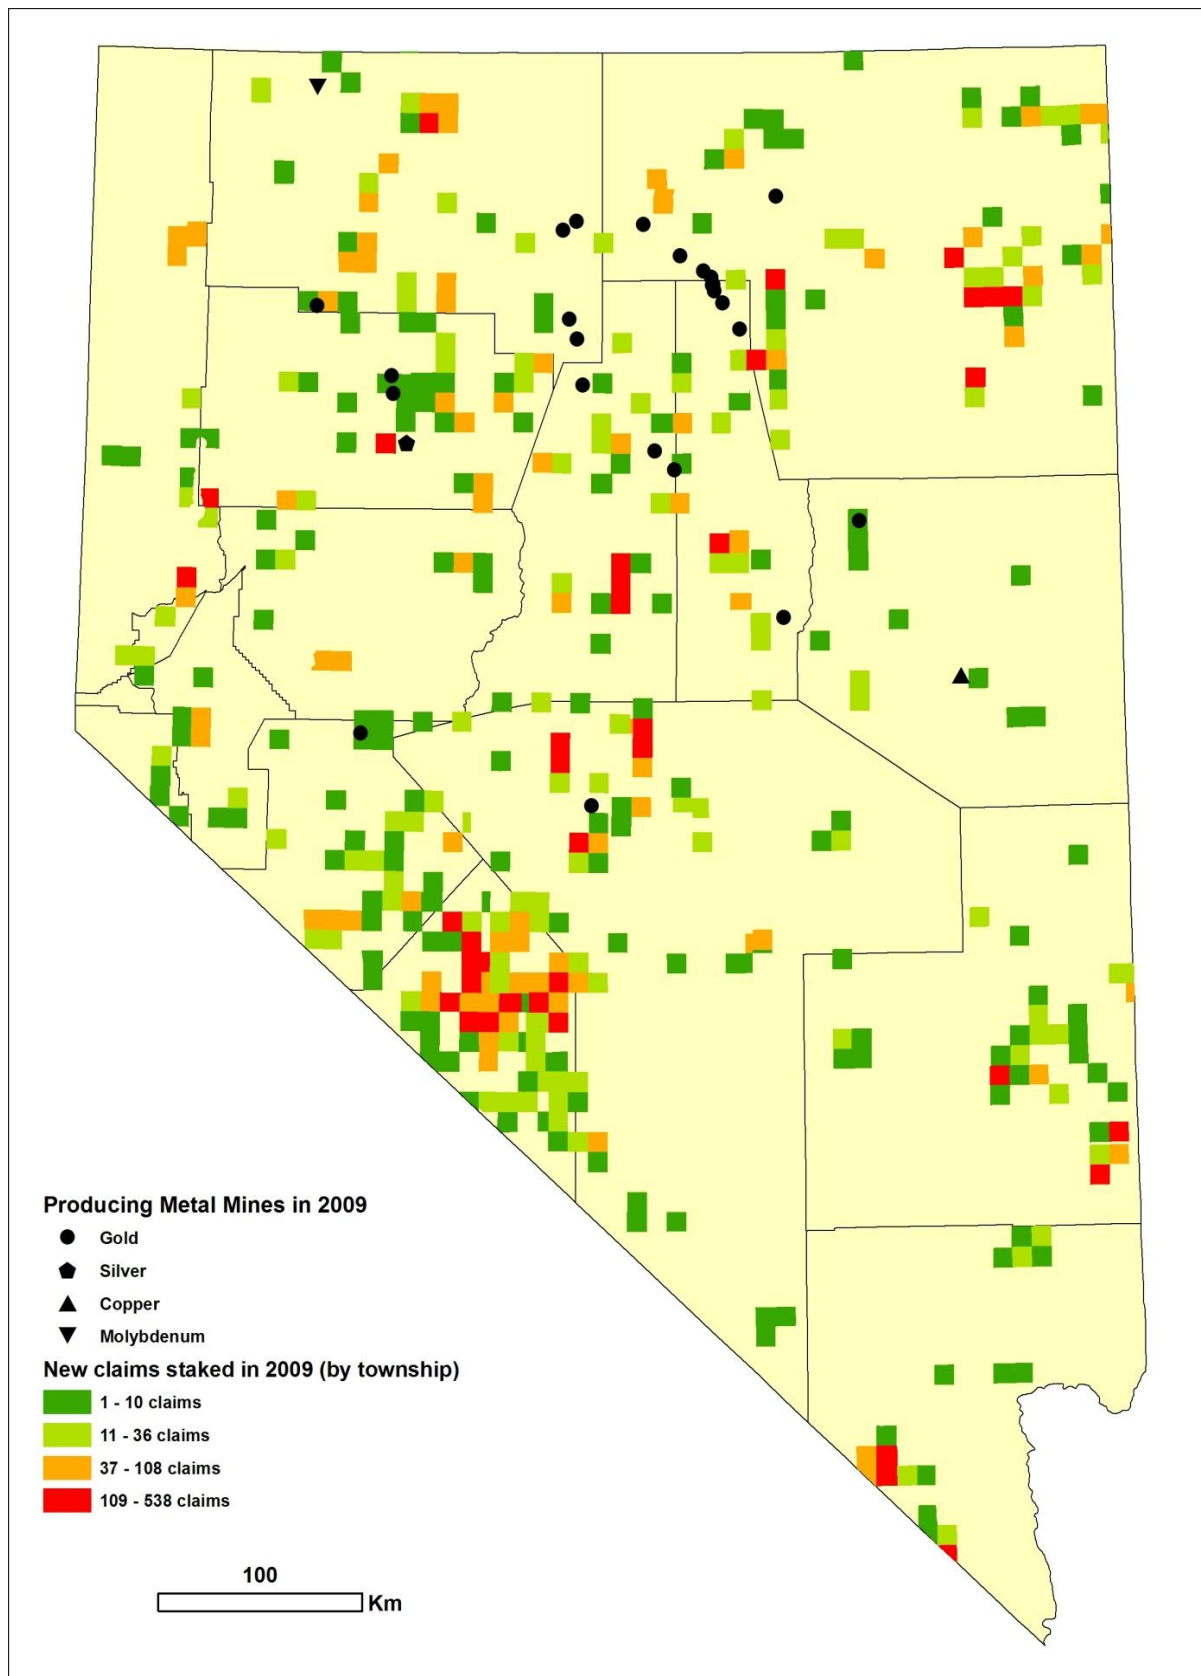 Producing Metal Mines in 2009
Gold
Silver
Copper
Molybdenum
New claims staked in 2009 (by township)
1 - 10 claims
11 - 36 claims
37 - 108 claims
109 - 538 claims
100
Km